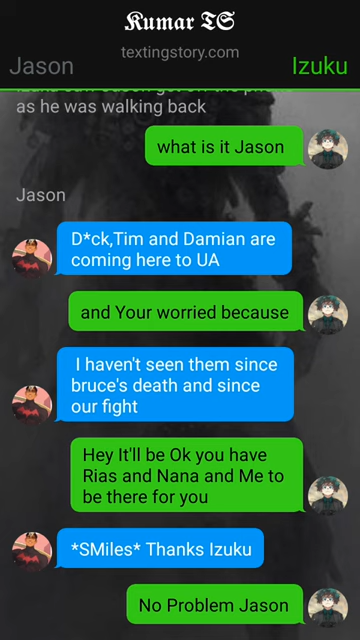 Kumar TS
textingstory.com
Jason
Izuku
as he was walking back
what is it Jason
Jason
D*ck,Tim and Damian are
coming here to UA
and Your worried because
I haven't seen them since
bruce's death and since
our fight
Hey It'll be Ok you have
Rias and Nana and Me to
be there for you
*SMiles* Thanks Izuku
No Problem Jason